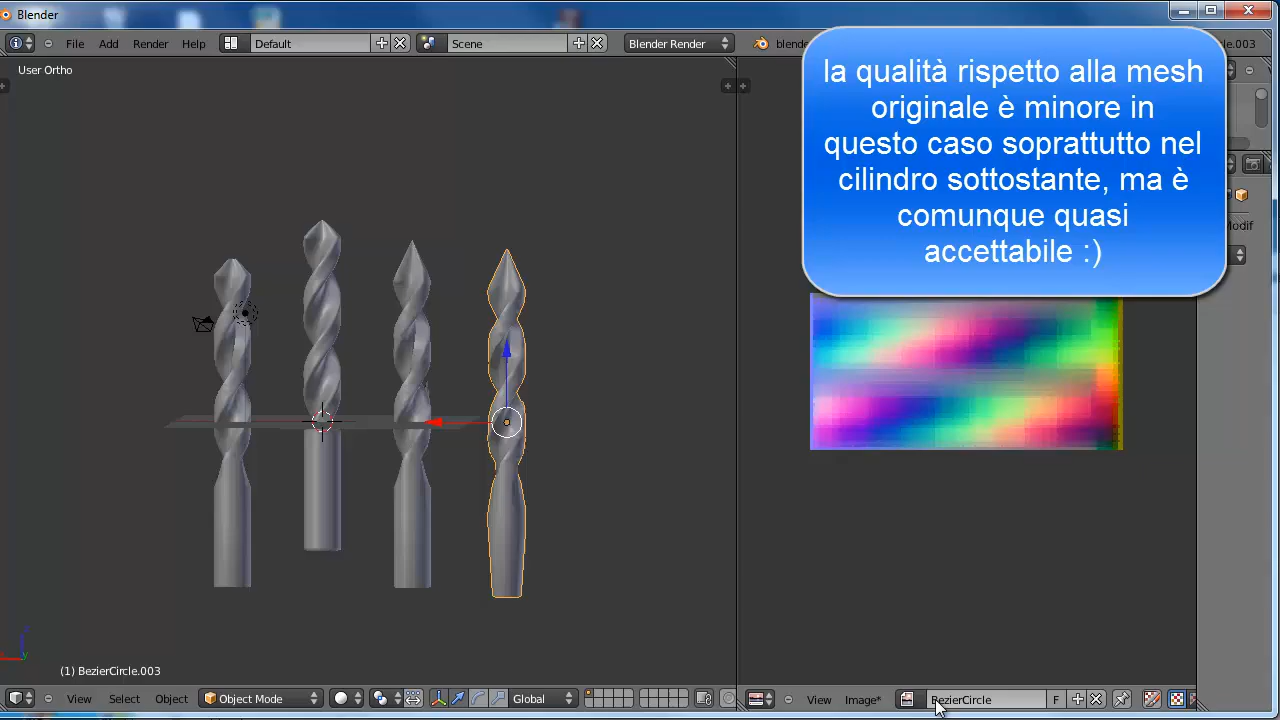 Blender
File Add Render Help Default Scene Blender Render blende
e.003
la qualità rispetto alla mesh
originale è minore in
questo caso soprattutto nel
cilindro sottostante, ma è
comunque quasi
accettabile :)
User Ortho
Modif
(1) BezierCircle.003
View Select Object Object Mode Global
View Image* BezierCircle F